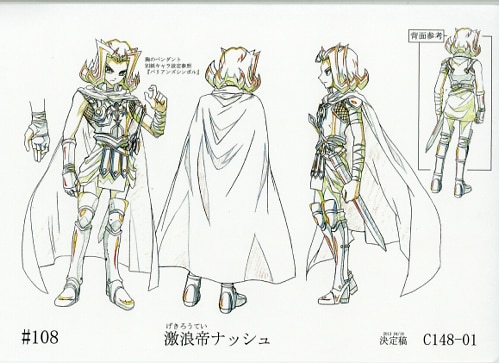 胸のペンダント
別紙キャラ設定参照
『バリアンズシンボル』
背面参考
#108
げきろうてい
激浪帝ナッシュ
決定稿
C148-01